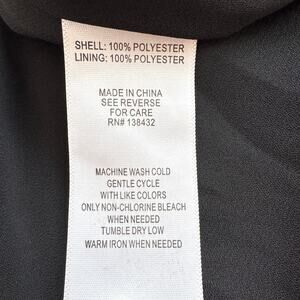 SHELL: 100% POLYESTER
LINING: 100% POLYESTER
MADE IN CHINA
SEE REVERSE
FOR CARE
RN# 138432
MACHINE WASH COLD
GENTLE CYCLE
WITH LIKE COLORS
ONLY NON-CHLORINE BLEACH
WHEN NEEDED
TUMBLE DRY LOW
WARM IRON WHEN NEEDED